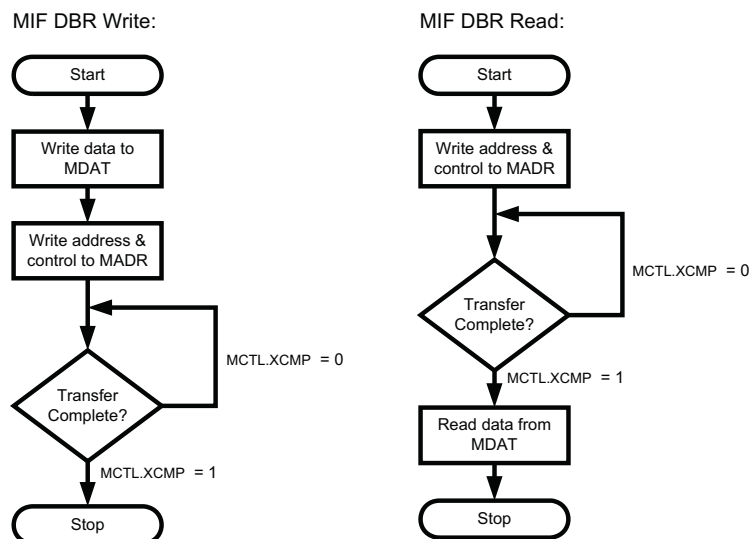 MIF DBR Write:
Start
Write data to
MDAT
Write address &
control to MADR
MCTL.XCMP = 0
Transfer
Complete?
MCTL.XCMP = 1
Stop
MIF DBR Read:
Start
Write address &
control to MADR
MCTL.XCMP = 0
Transfer
Complete?
MCTL.XCMP = 1
Read data from
MDAT
Stop